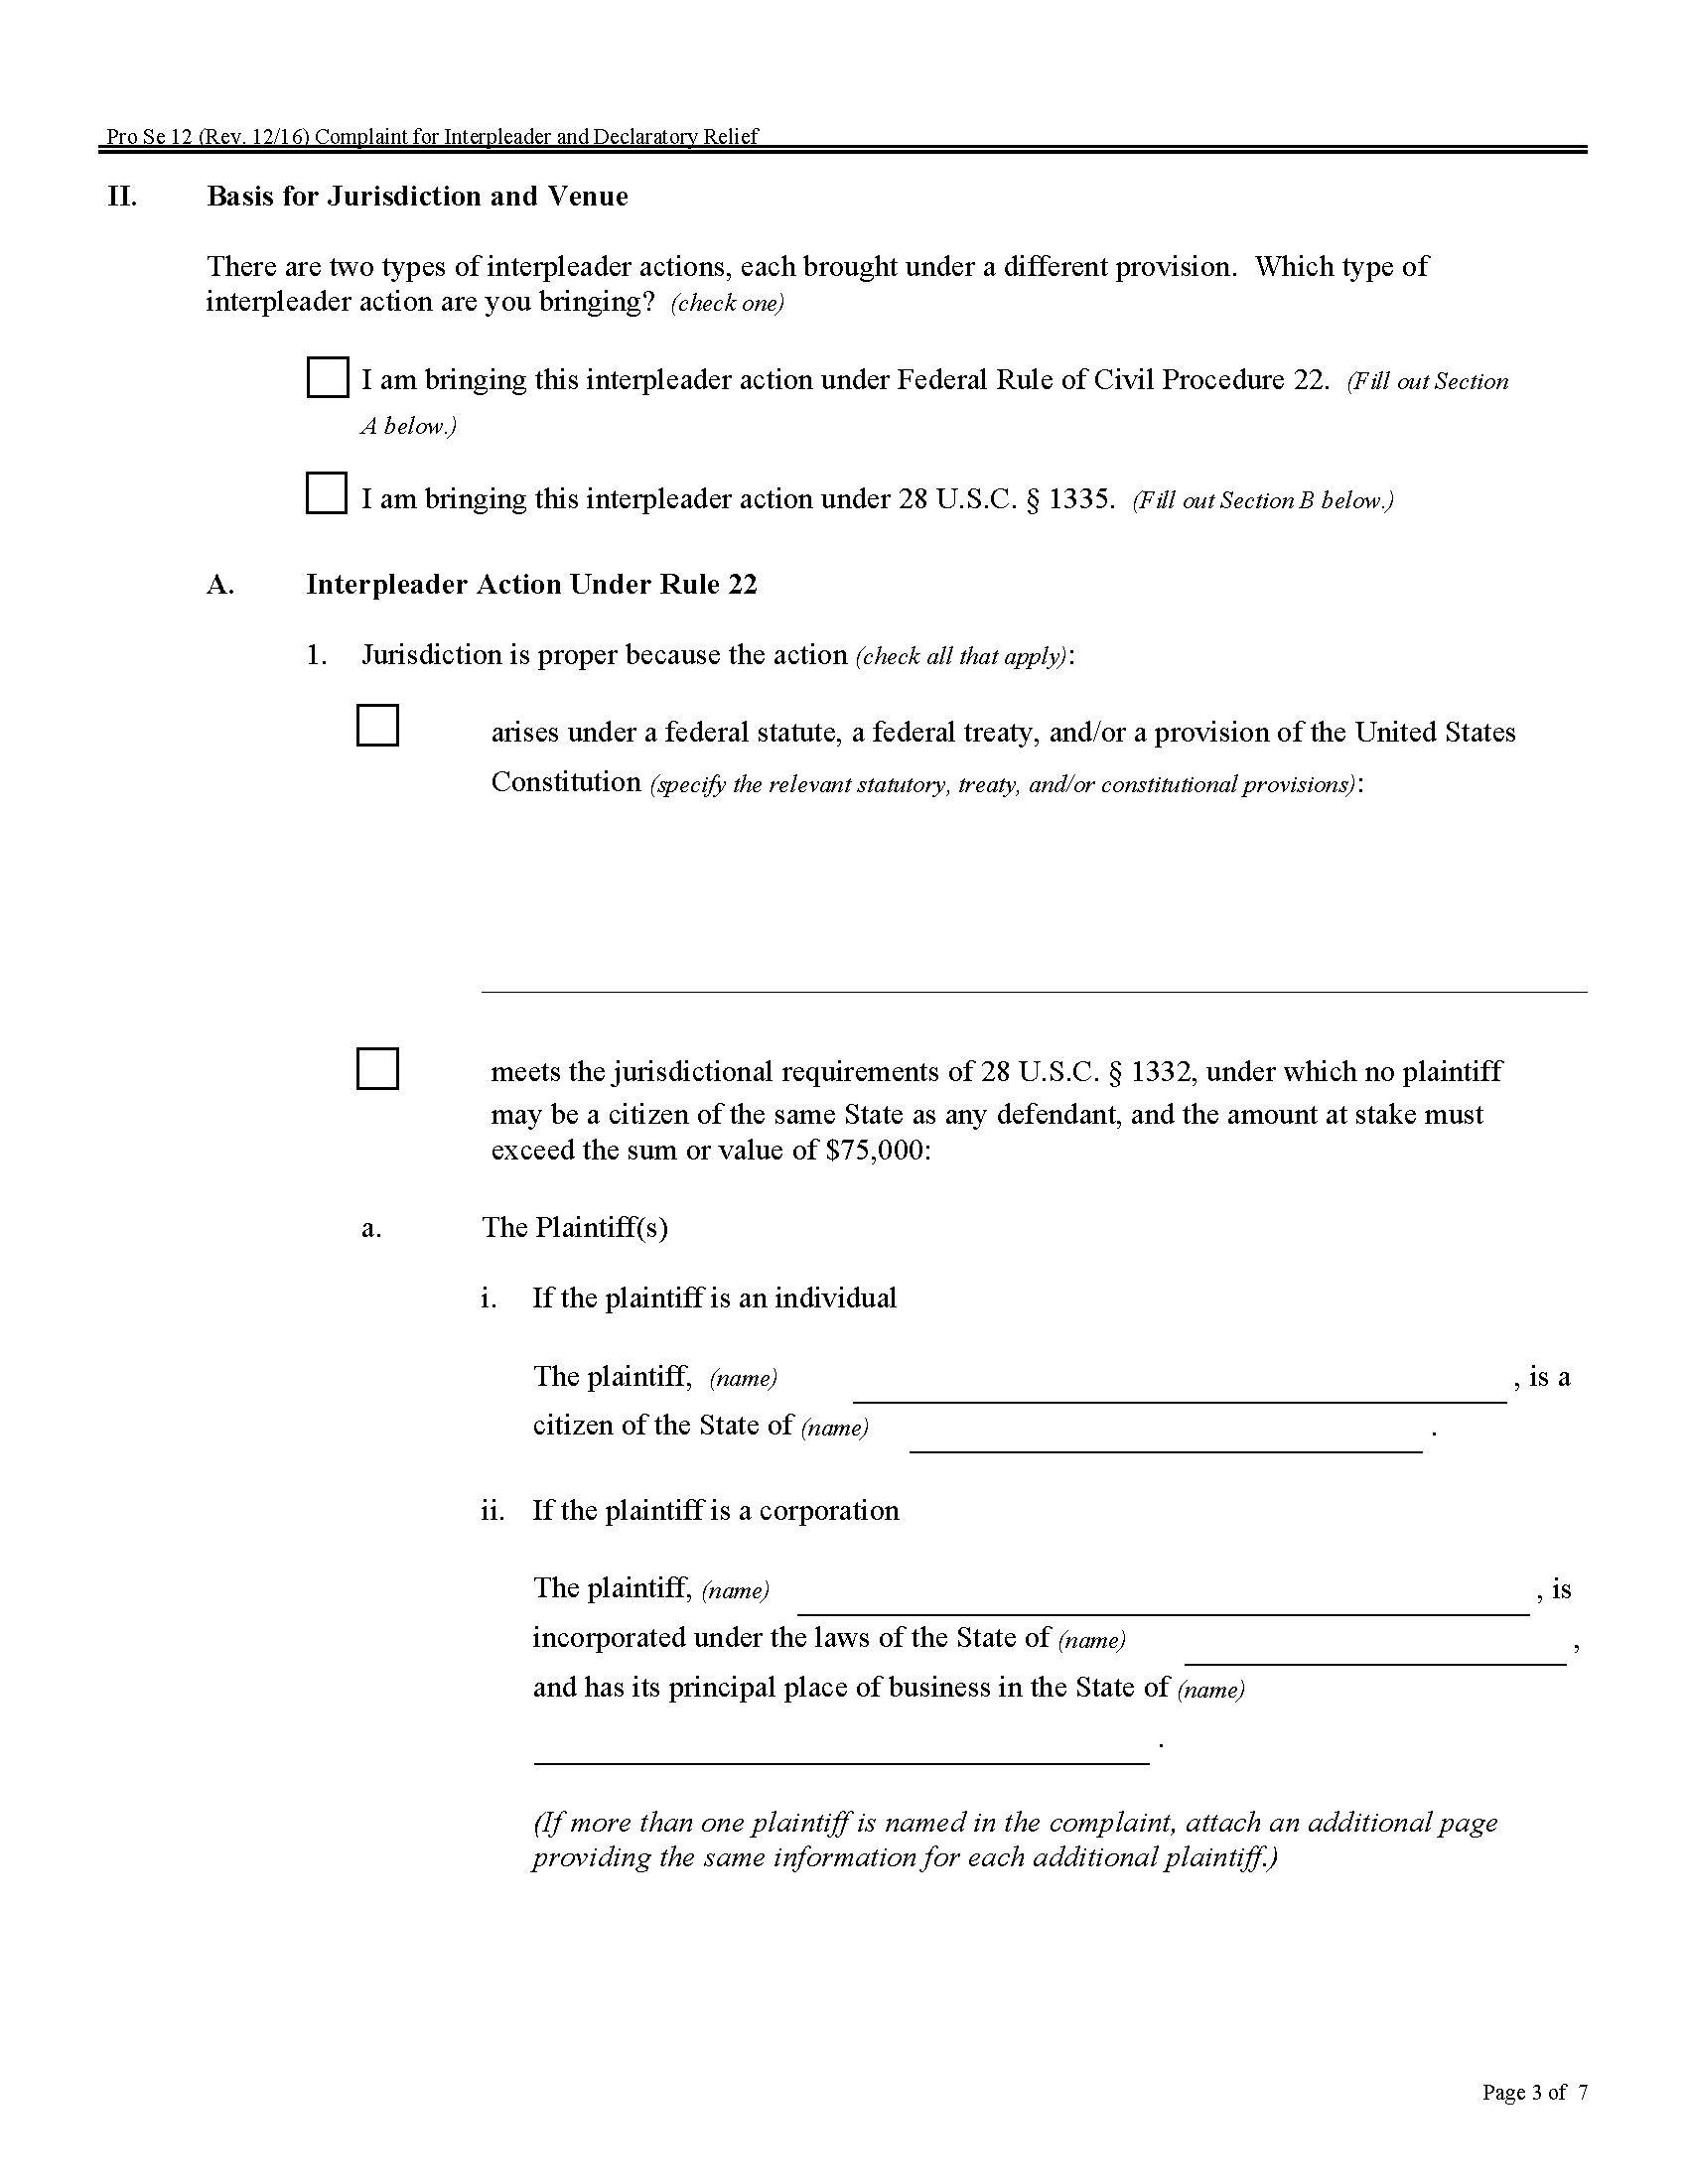 Pro Se 12 (Rev. 12/16) Complaint for Interpleader and Declaratory Relief
II. Basis for Jurisdiction and Venue
There are two types of interpleader actions, each brought under a different provision. Which type of
interpleader action are you bringing? (check one)
I am bringing this interpleader action under Federal Rule of Civil Procedure 22. (Fill out Section
A below.)
I am bringing this interpleader action under 28 U.S.C. § 1335. (Fill out Section B below.)
A. Interpleader Action Under Rule 22
1. Jurisdiction is proper because the action (check all that apply):
arises under a federal statute, a federal treaty, and/or a provision of the United States
Constitution (specify the relevant statutory, treaty, and/or constitutional provisions):
meets the jurisdictional requirements of 28 U.S.C. § 1332, under which no plaintiff
may be a citizen of the same State as any defendant, and the amount at stake must
exceed the sum or value of $75,000:
a. The Plaintiff(s)
i. If the plaintiff is an individual
The plaintiff, (name) , is a
citizen of the State of (name) .
ii. If the plaintiff is a corporation
The plaintiff, (name) , is
incorporated under the laws of the State of (name) ,
and has its principal place of business in the State of (name)
.
(If more than one plaintiff is named in the complaint, attach an additional page
providing the same information for each additional plaintiff.)
Page 3 of 7